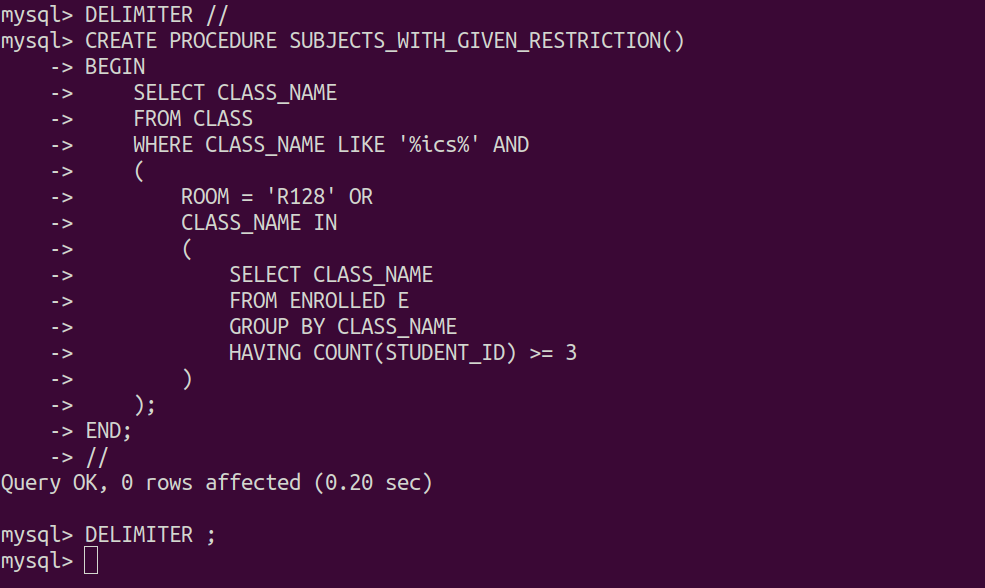 mysql> DELIMITER //
mysql> CREATE PROCEDURE SUBJECTS_WITH_GIVEN_RESTRICTION()
    -> BEGIN
    ->     SELECT CLASS_NAME
    ->     FROM CLASS
    ->     WHERE CLASS_NAME LIKE '%ics%' AND
    ->     (
    ->         ROOM = 'R128' OR
    ->         CLASS_NAME IN
    ->         (
    ->             SELECT CLASS_NAME
    ->             FROM ENROLLED E
    ->             GROUP BY CLASS_NAME
    ->             HAVING COUNT(STUDENT_ID) >= 3
    ->         )
    ->     );
    -> END;
    -> //
Query OK, 0 rows affected (0.20 sec)

mysql> DELIMITER ;
mysql>